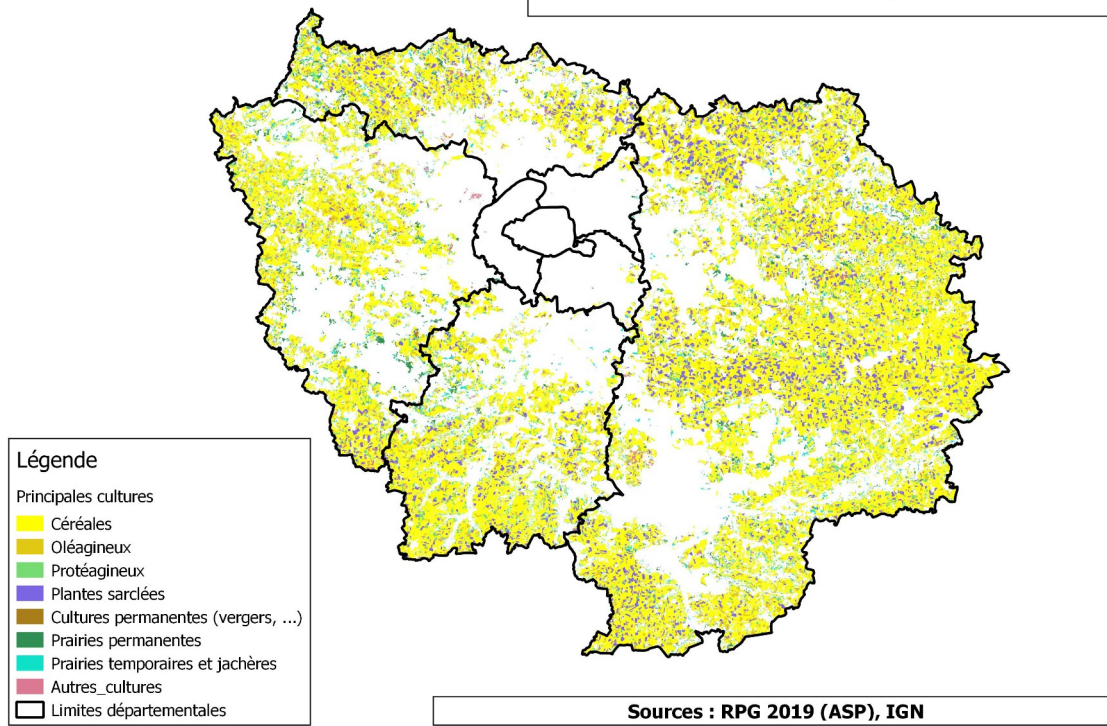 Légende
Principales cultures
Céréales
Oléagineux
Protéagineux
Plantes sarclées
Cultures permanentes (vergers, ...)
Prairies permanentes
Prairies temporaires et jachères
Autres_cultures
Limites départementales
Sources : RPG 2019 (ASP), IGN